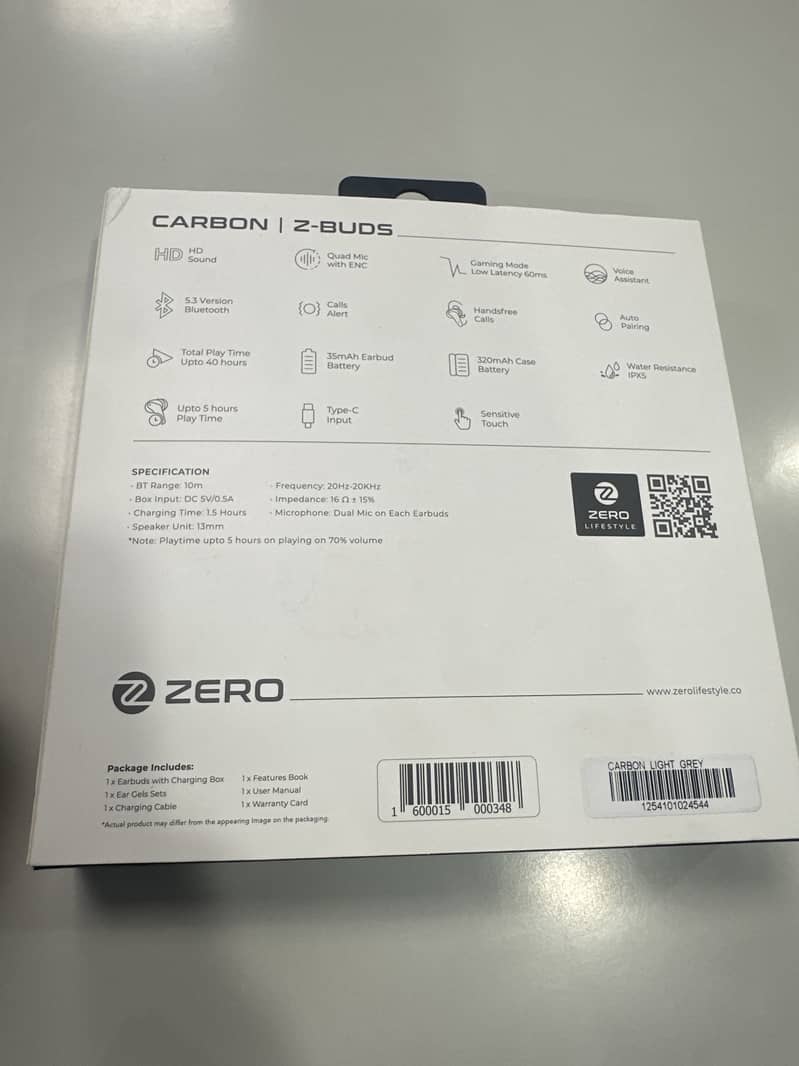 CARBON | Z-BUDS
HD
HD
Sound
Quad Mic
with ENC
Gaming Mode
Low Latency 60ms
Voice
Assistant
5.3 Version
Bluetooth
Calls
Alert
Handsfree
Calls
Auto
Pairing
Total Play Time
Upto 40 hours
35mAh Earbud
Battery
320mAh Case
Battery
Water Resistance
IPX5
Upto 5 hours
Play Time
Type-C
Input
Sensitive
Touch
SPECIFICATION
· BT Range: 10m
· Box Input: DC 5V/0.5A
· Charging Time: 1.5 Hours
· Speaker Unit: 13mm
· Frequency: 20Hz-20KHz
· Impedance: 16 Ω ± 15%
· Microphone: Dual Mic on Each Earbuds
*Note: Playtime upto 5 hours on playing on 70% volume
ZERO
LIFESTYLE
ZERO
www.zerolifestyle.co
Package Includes:
1 x Earbuds with Charging Box
1 x Ear Gels Sets
1 x Charging Cable
1 x Features Book
1 x User Manual
1 x Warranty Card
*Actual product may differ from the appearing Image on the packaging.
1 600015 000348
CARBON LIGHT GREY
1254101024544